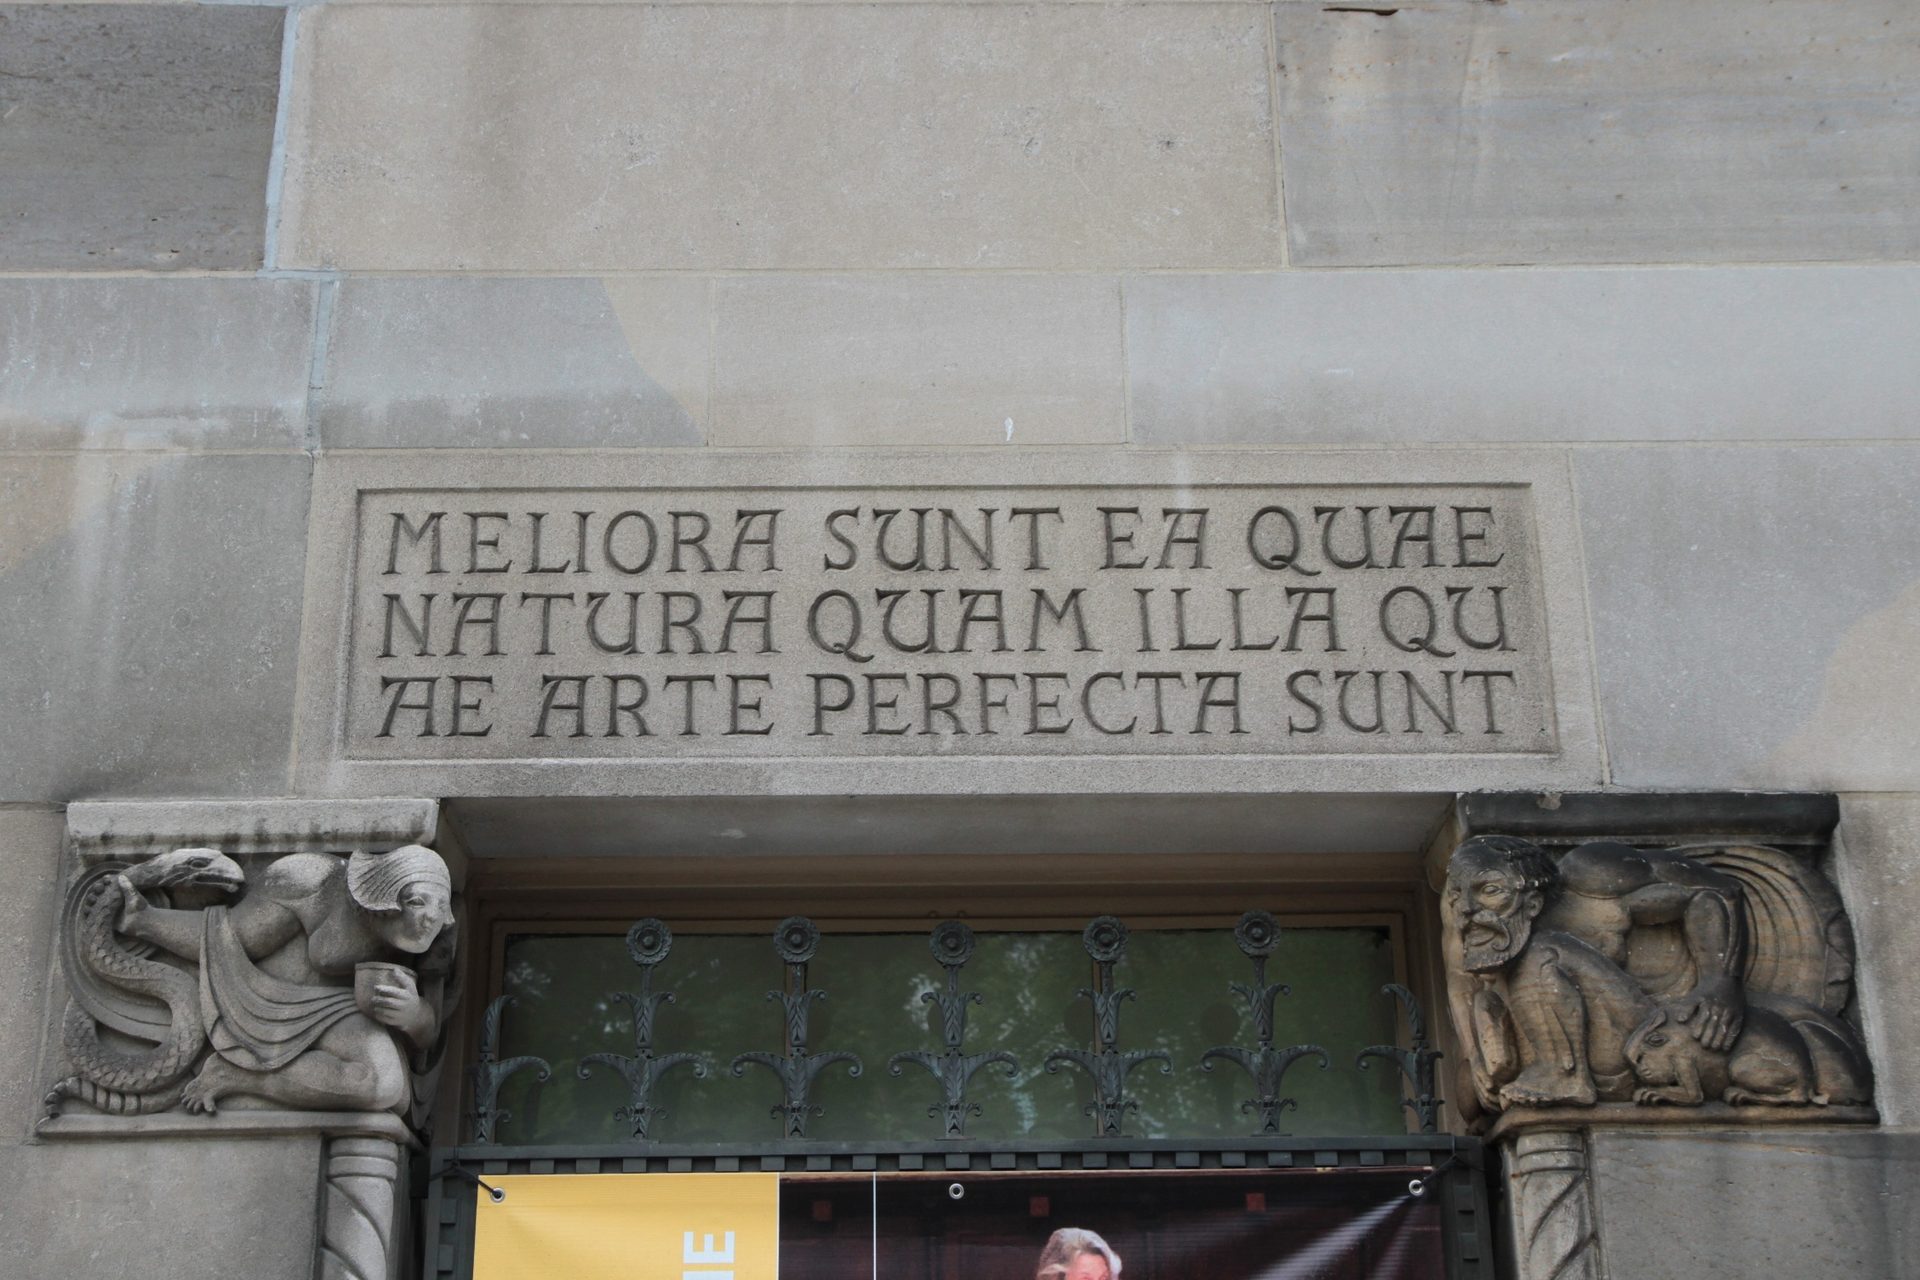 MELIORA SUNT EA QUAE
NATURA QUAM ILLA QU
AE ARTE PERFECTA SUNT